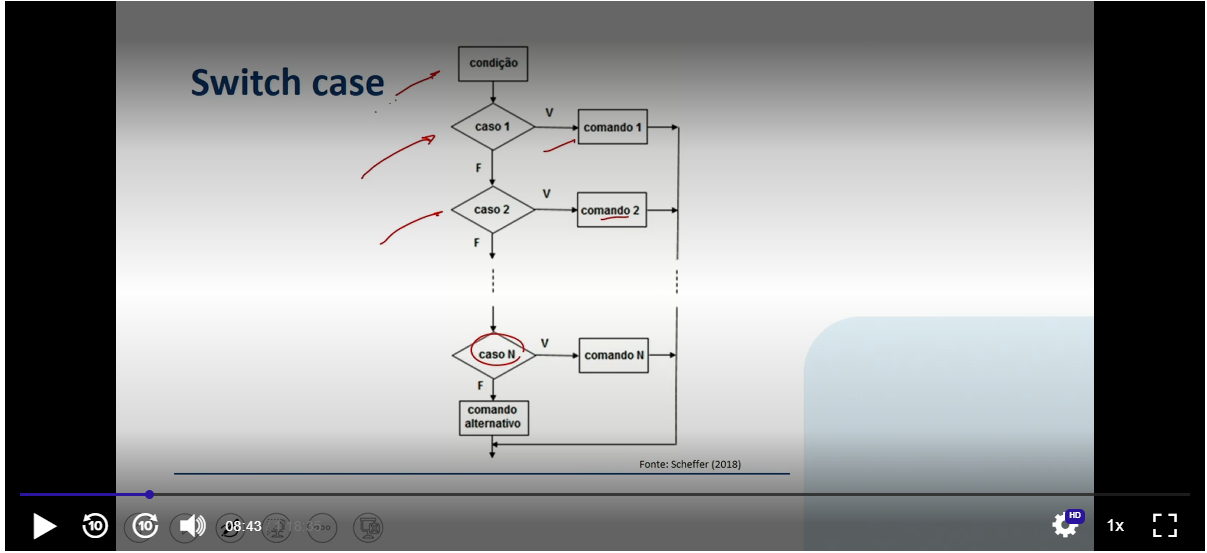 Switch case
condição
caso 1
V
comando 1
F
caso 2
V
comando 2
F
caso N
V
comando N
F
comando
alternativo
Fonte: Scheffer (2018)
10
10
08:43
HD
1x